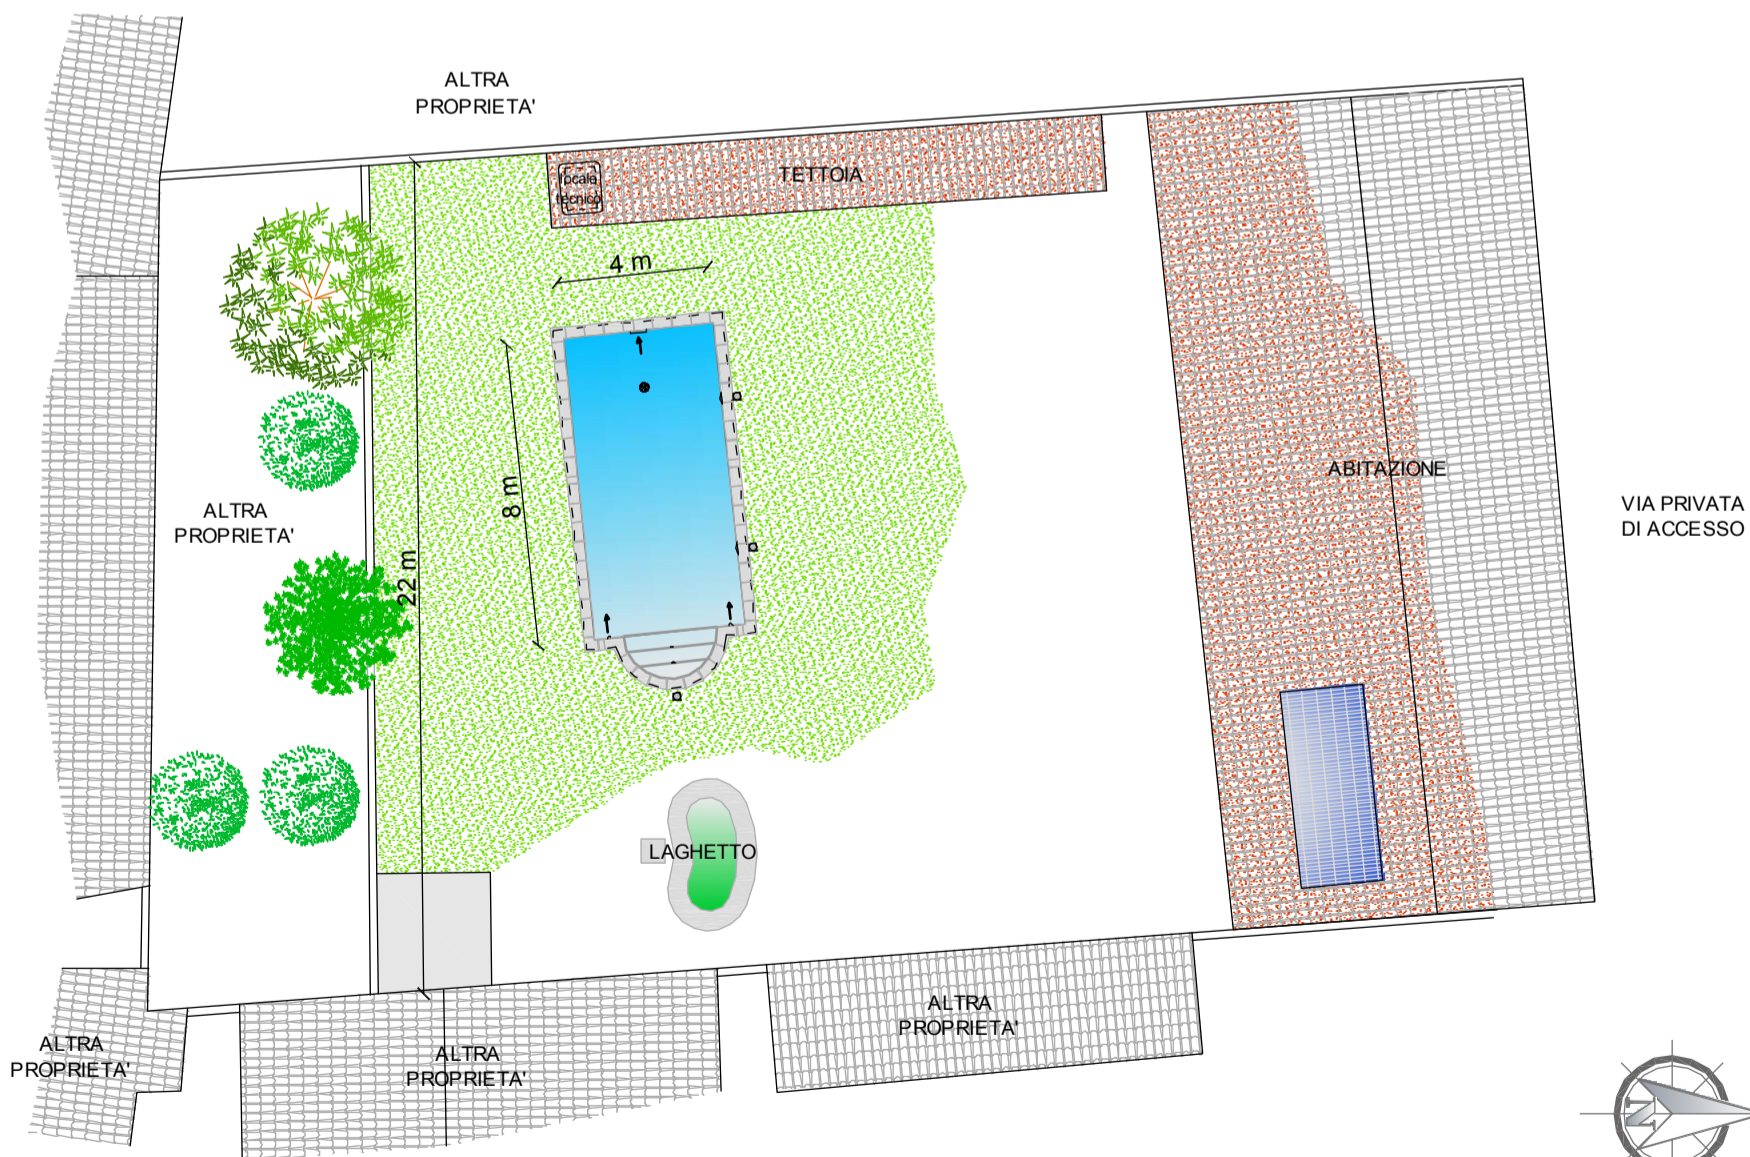 ALTRA
PROPRIETA'
TETTOIA
locale
tecnico
4 m
8 m
22 m
ALTRA
PROPRIETA'
ABITAZIONE
VIA PRIVATA
DI ACCESSO
LAGHETTO
ALTRA
PROPRIETA'
ALTRA
PROPRIETA'
ALTRA
PROPRIETA'
N